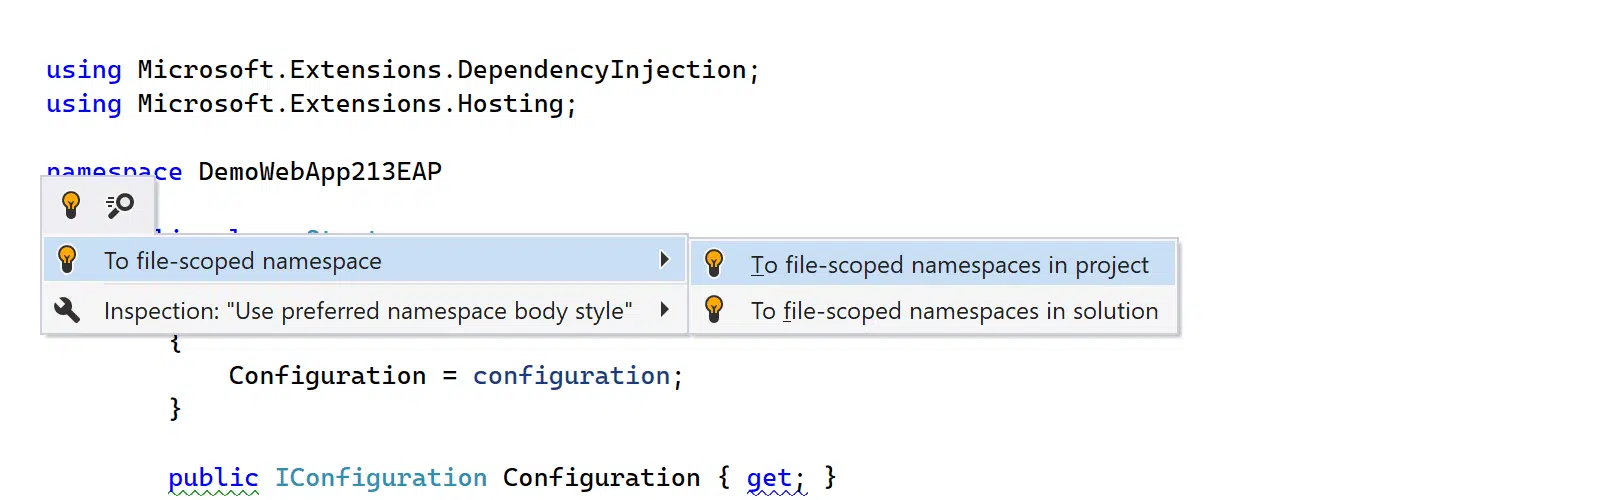 using Microsoft.Extensions.DependencyInjection;
using Microsoft.Extensions.Hosting;
namespace DemoWebApp213EAP
To file-scoped namespace
To file-scoped namespaces in project
Inspection: "Use preferred namespace body style"
To file-scoped namespaces in solution
{
Configuration = configuration;
}
public IConfiguration Configuration { get; }